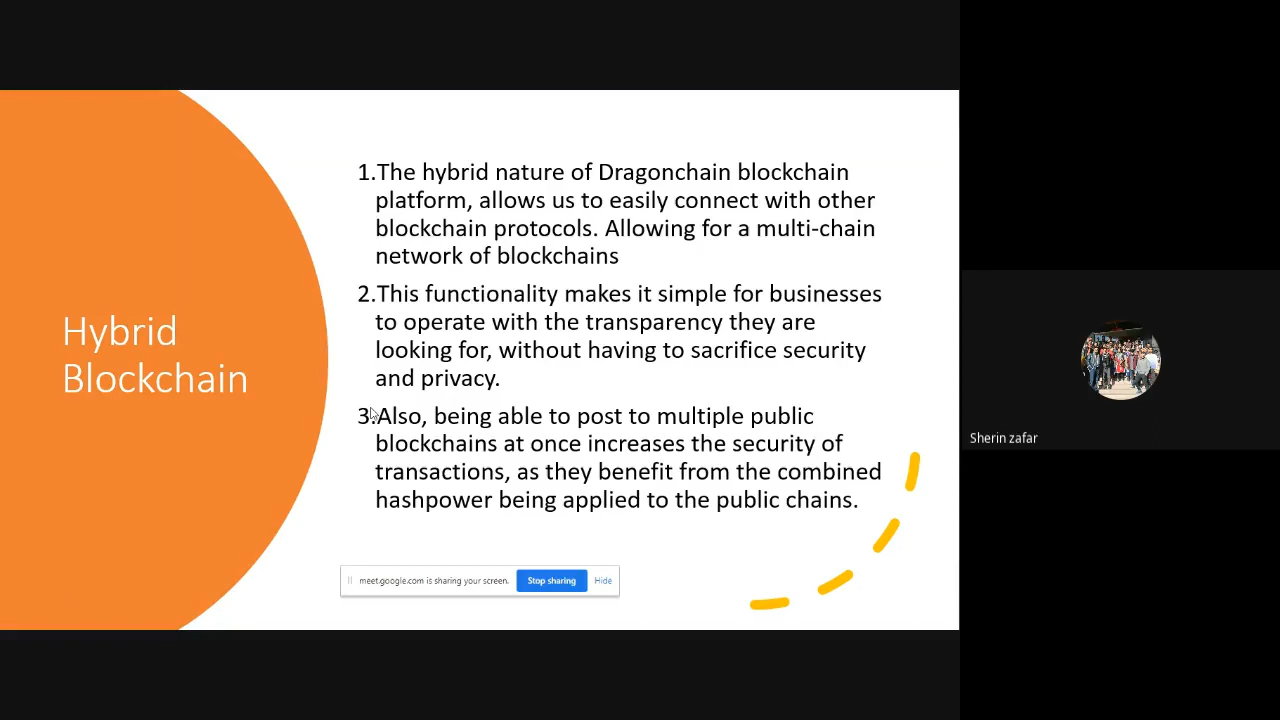 Hybrid
Blockchain
1.The hybrid nature of Dragonchain blockchain
platform, allows us to easily connect with other
blockchain protocols. Allowing for a multi-chain
network of blockchains
2.This functionality makes it simple for businesses
to operate with the transparency they are
looking for, without having to sacrifice security
and privacy.
3.Also, being able to post to multiple public
blockchains at once increases the security of
transactions, as they benefit from the combined
hashpower being applied to the public chains.
meet.google.com is sharing your screen. Stop sharing Hide
Sherin zafar